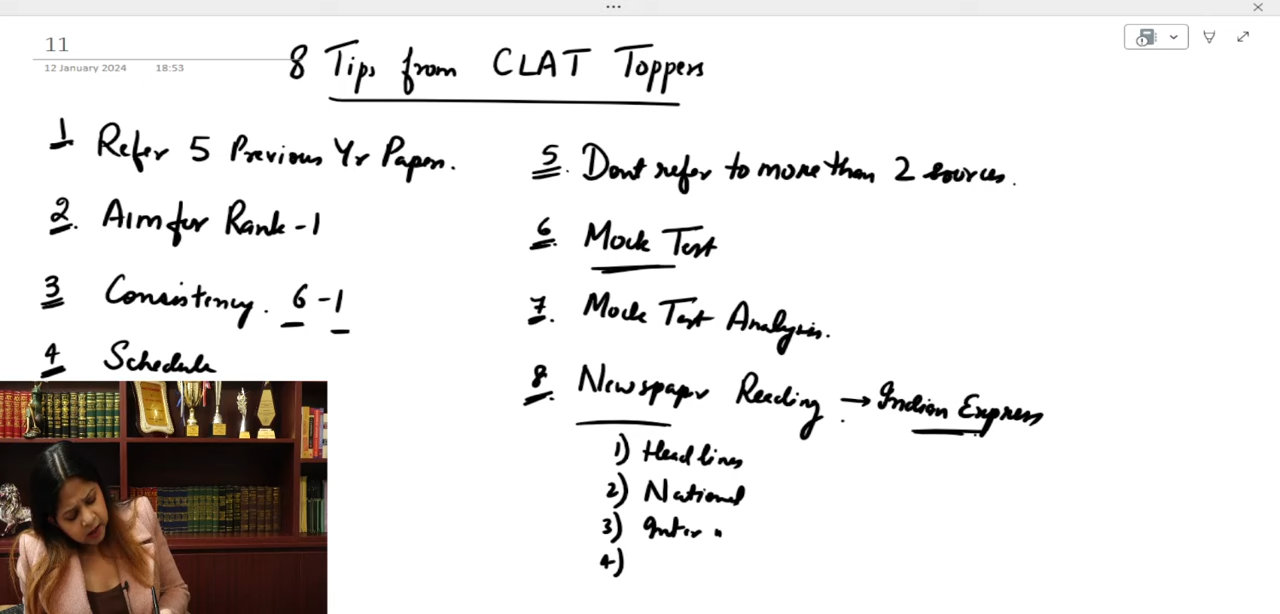 11
12 January 2024 18:53
8 Tips from CLAT Toppers
1 Refer 5 Previous Yr Papers.
2. Aim for Rank -1
3 Consistency. 6 -1
4 Schedule
5. Dont refer to more than 2 sources.
6. Mock Test
7. Mock Test Analysis.
8. Newspaper Reading → Indian Express
1) Headlines
2) National
3) Inter "
4)